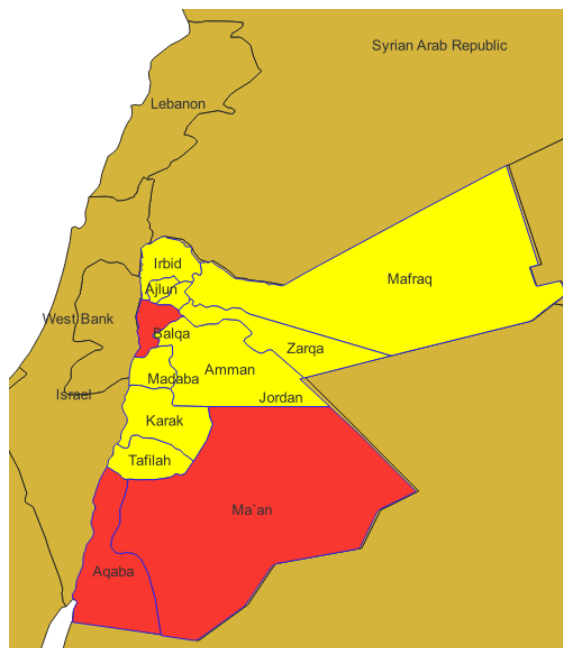 Syrian Arab Republic
Lebanon
Irbid
Mafraq
Ajlun
West Bank
Balqa
Zarqa
Amman
Madaba
Israel
Jordan
Karak
Tafilah
Ma`an
Aqaba